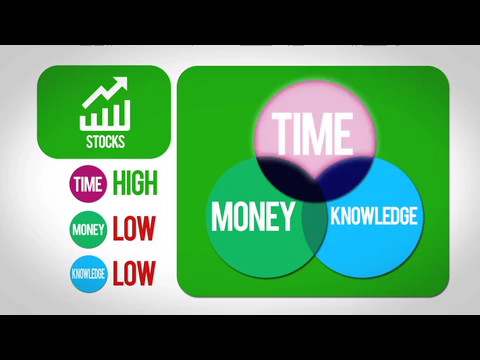 STOCKS
TIME HIGH
MONEY LOW
KNOWLEDGE LOW
TIME
MONEY
KNOWLEDGE